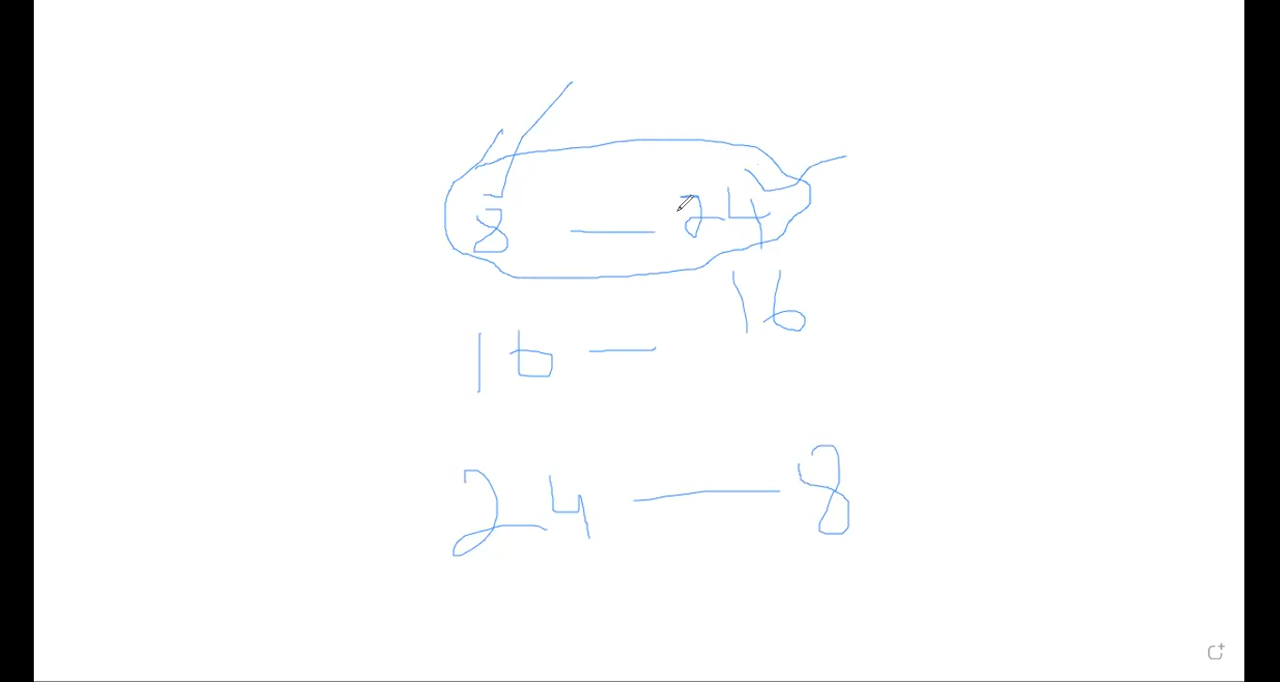 8 — 24
16
16 —
24 — 8